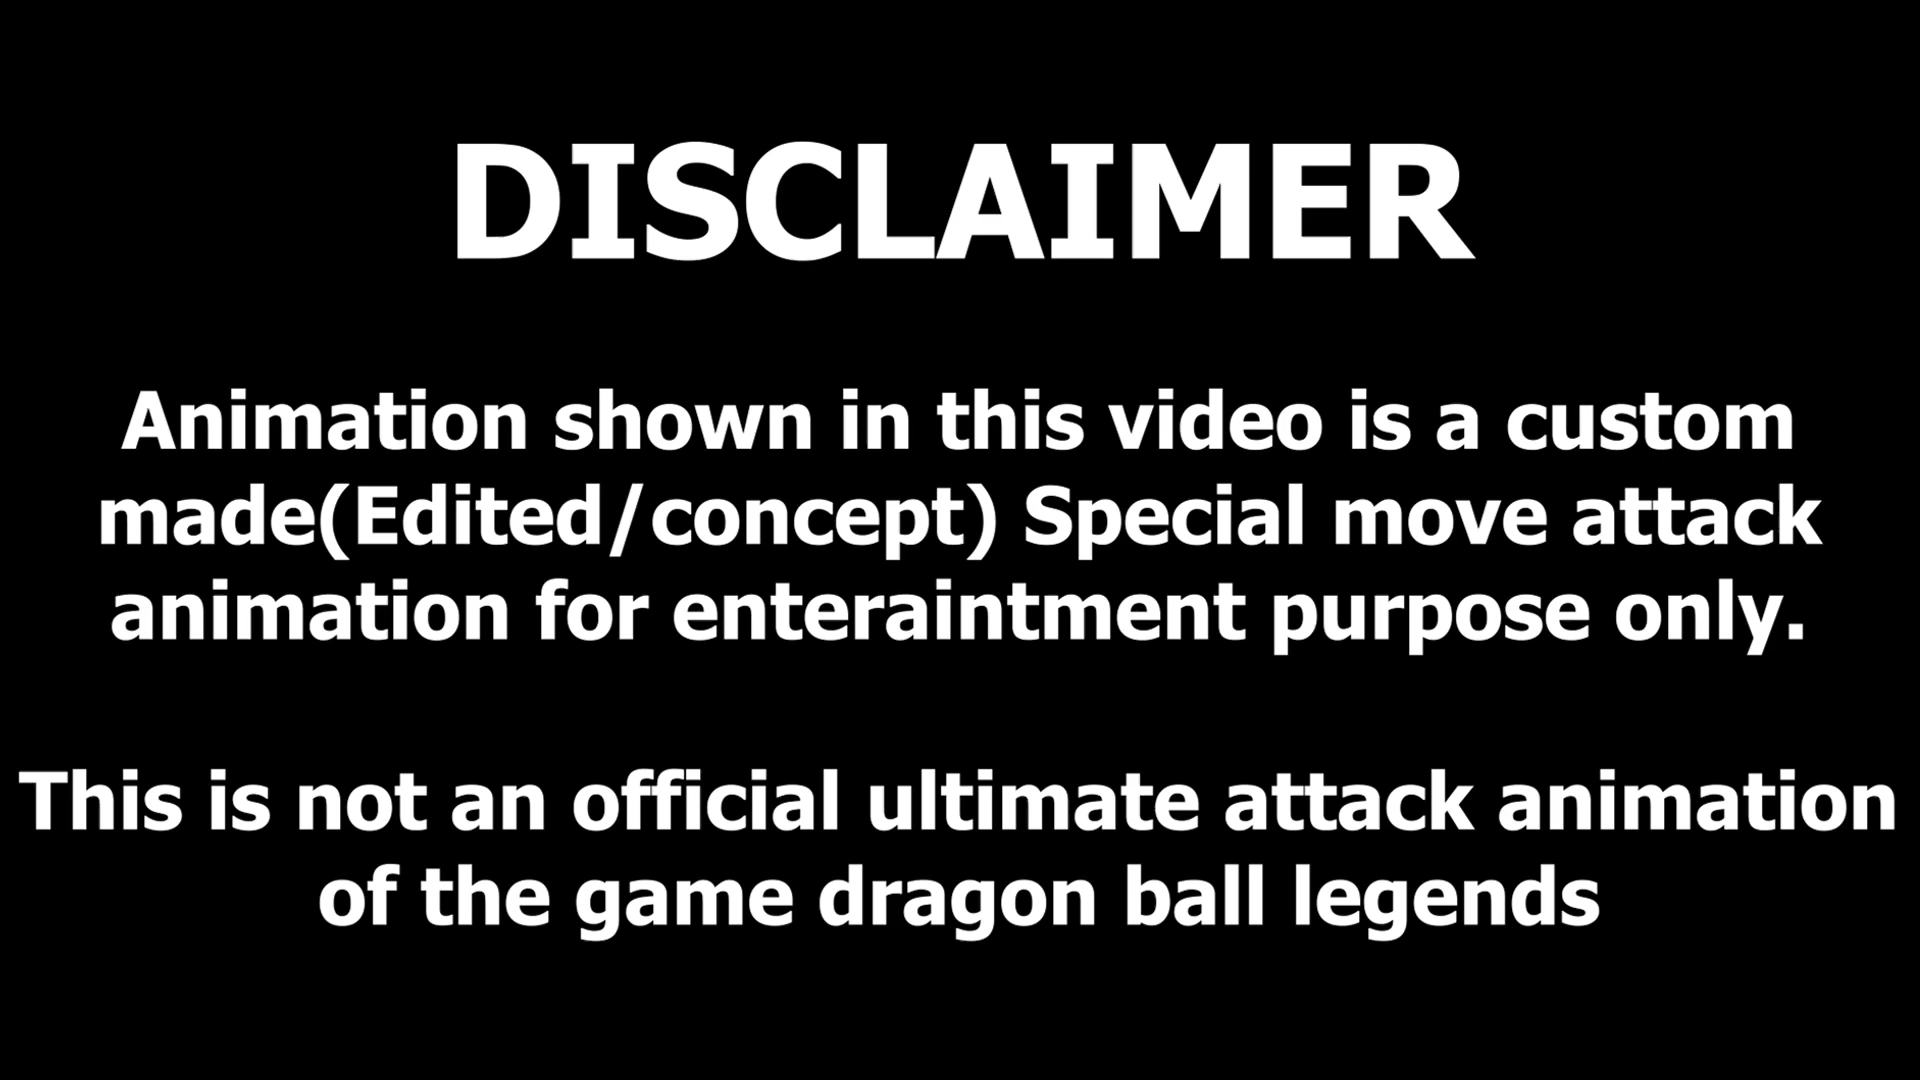 DISCLAIMER
Animation shown in this video is a custom
made(Edited/concept) Special move attack
animation for enteraintment purpose only.
This is not an official ultimate attack animation
of the game dragon ball legends